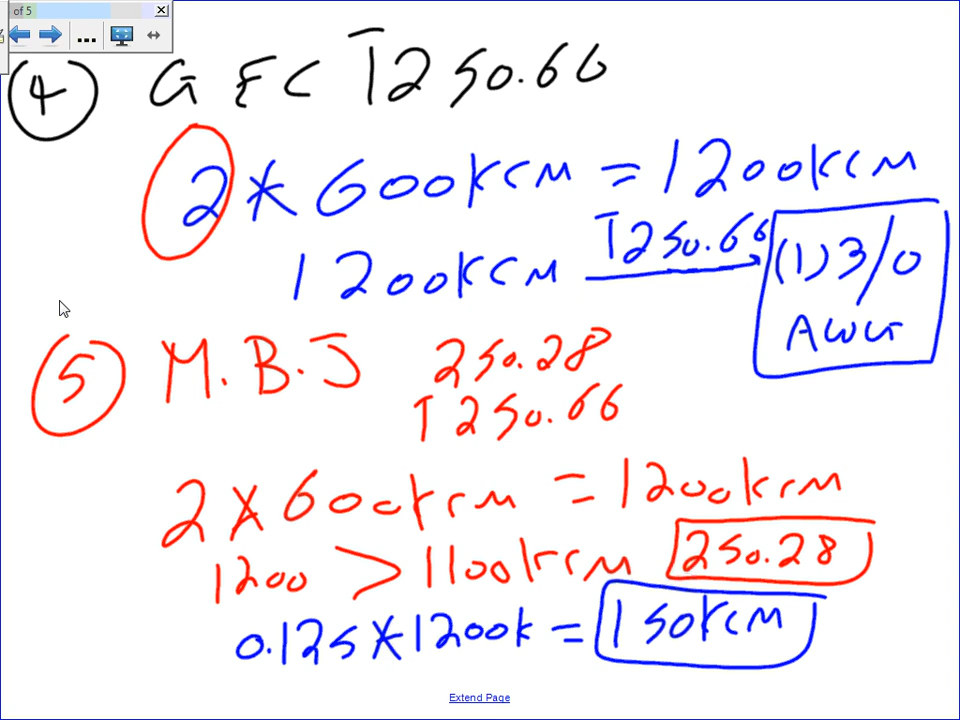 of 5
④ GEC T250.66
2 * 600kcm = 1200kcm
1200kcm T250.66 (1) 3/0
AWG
⑤ M.B.J 250.28
T250.66
2 * 600kcm = 1200kcm
1200 > 1100kcm 250.28
0.125 * 1200k = 150kcm
Extend Page